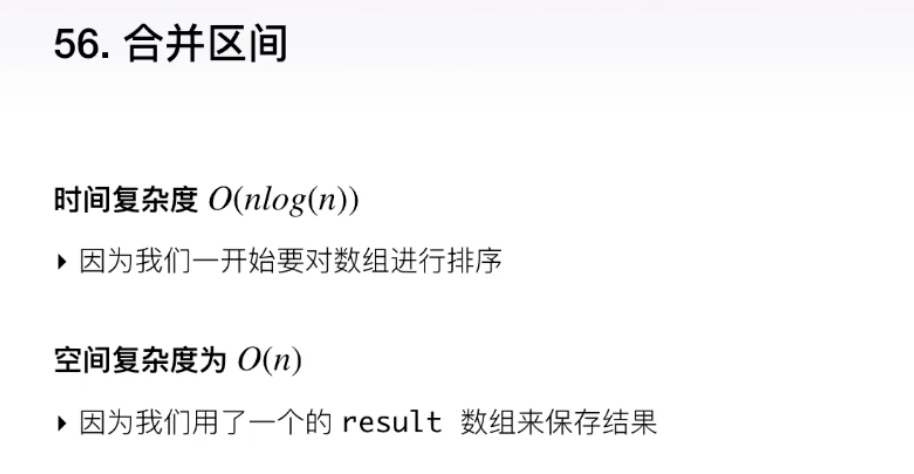 56. 合并区间
时间复杂度 O(nlog(n))
‣ 因为我们一开始要对数组进行排序
空间复杂度为 O(n)
‣ 因为我们用了一个的 result 数组来保存结果